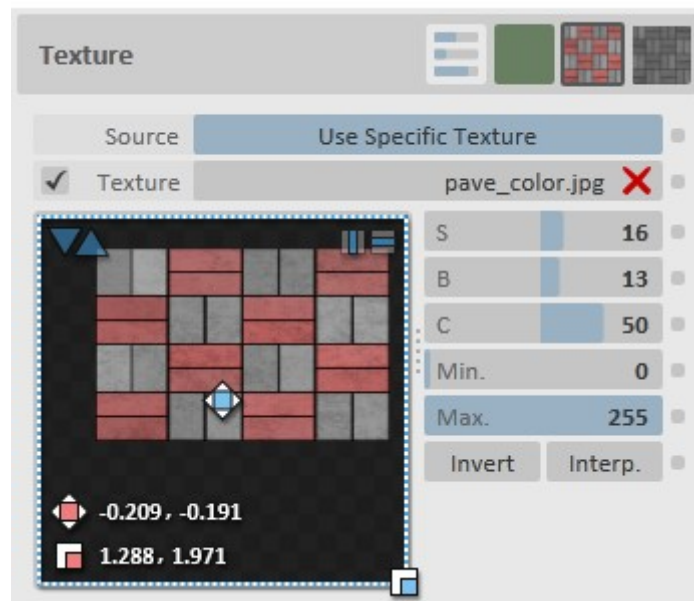 Texture
Source Use Specific Texture
Texture pave_color.jpg
S 16
B 13
C 50
Min. 0
Max. 255
Invert Interp.
-0.209, -0.191
1.288, 1.971